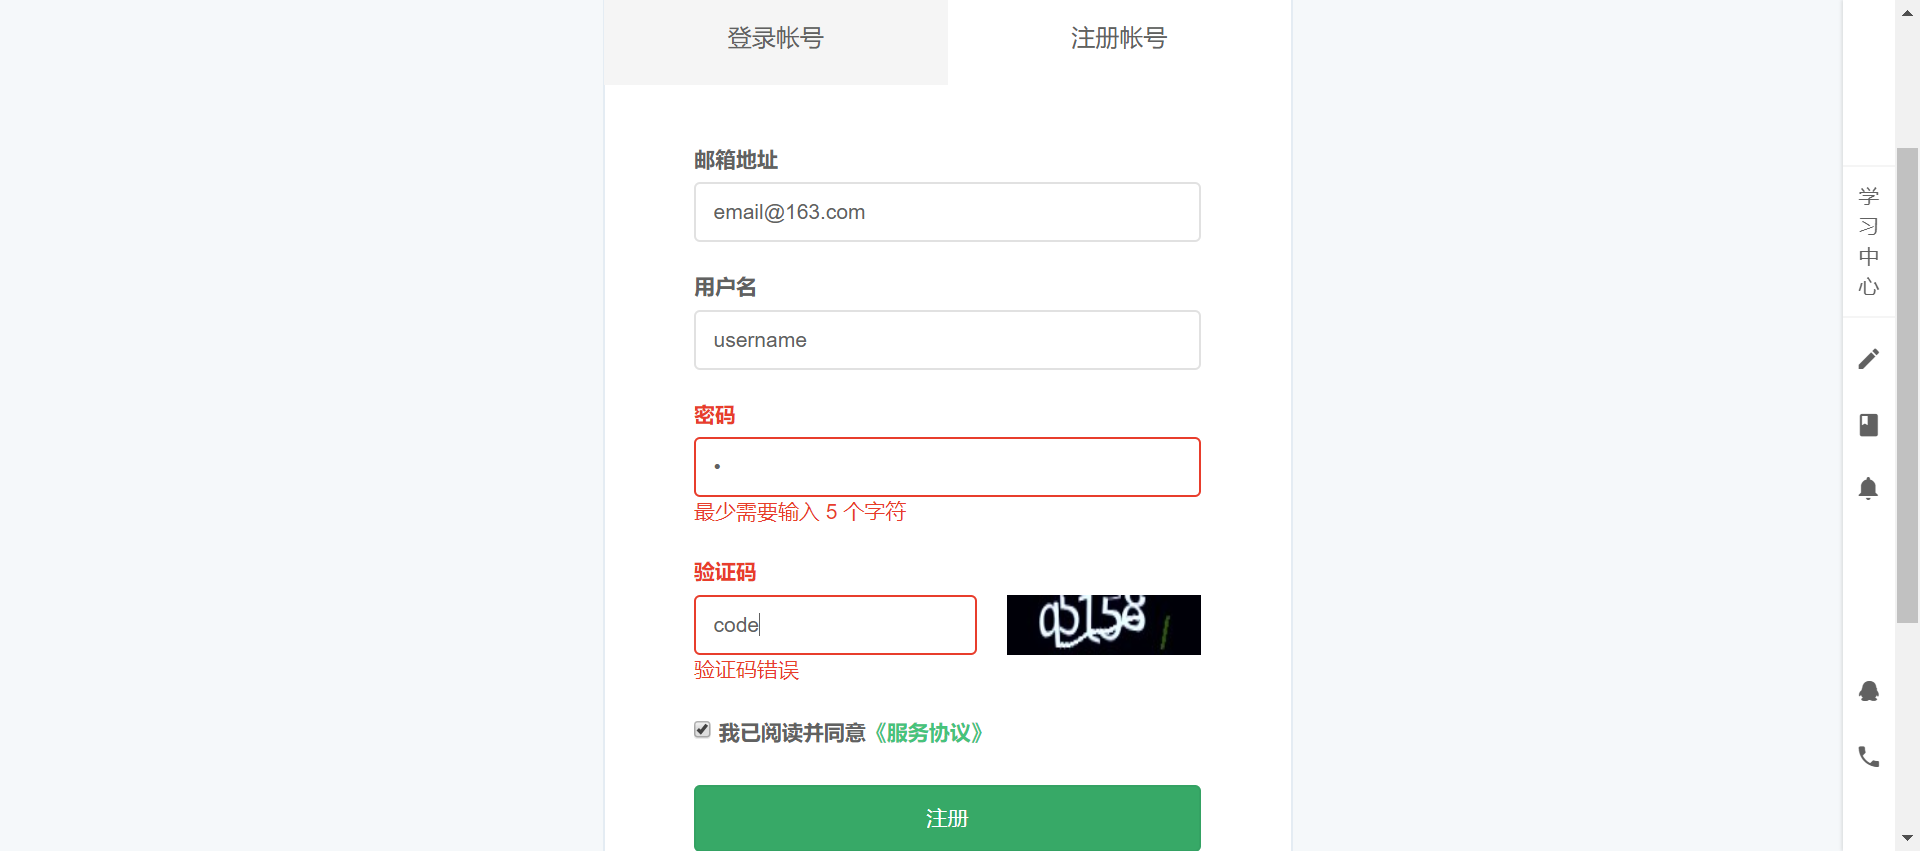 登录帐号
注册帐号
邮箱地址
email@163.com
用户名
username
密码
•
最少需要输入 5 个字符
验证码
code
验证码错误
我已阅读并同意《服务协议》
注册
学
习
中
心